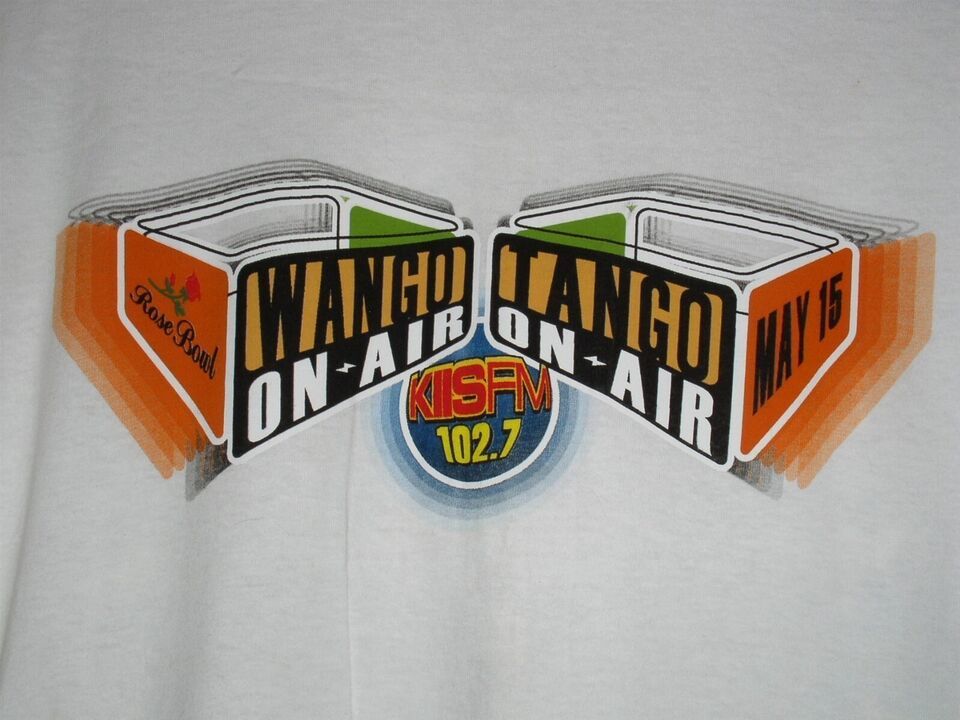 Rose Bowl
WANGO
ON-AIR
TANGO
ON-AIR
MAY 15
KIISFM
102.7